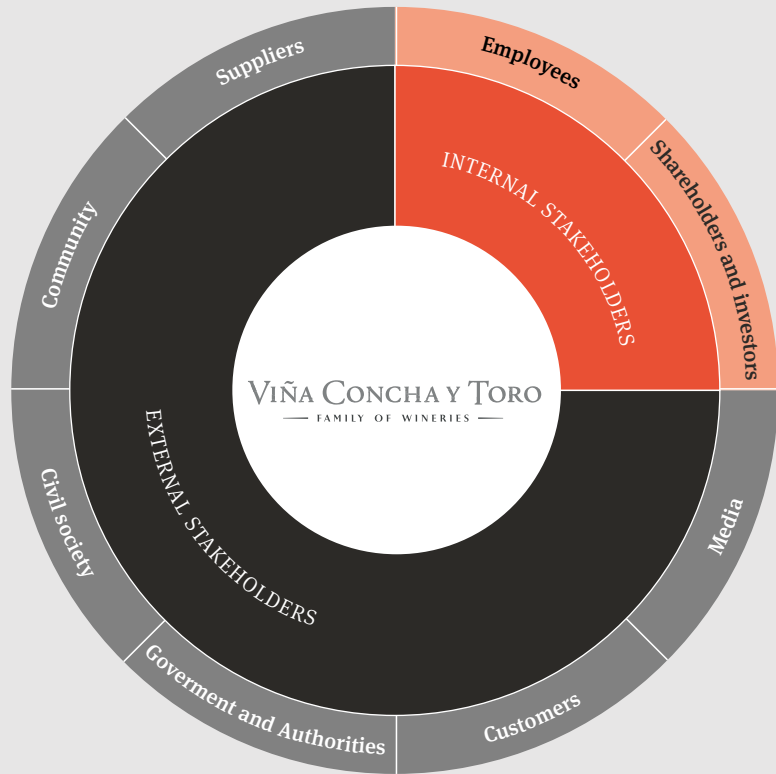 Employees
Shareholders and investors
Media
Customers
Goverment and Authorities
Civil society
Community
Suppliers
INTERNAL STAKEHOLDERS
EXTERNAL STAKEHOLDERS
VIÑA CONCHA Y TORO
FAMILY OF WINERIES